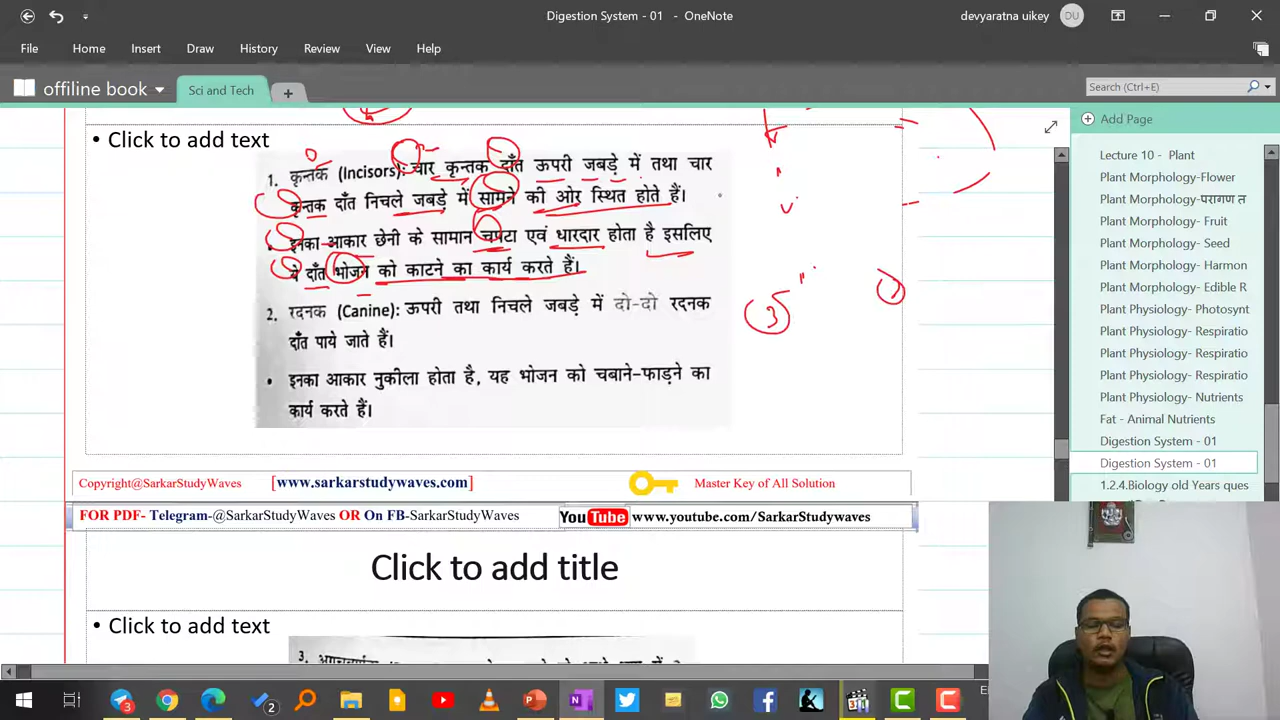 Digestion System - 01 - OneNote
devyaratna uikey DU
File Home Insert Draw History Review View Help
offiline book Sci and Tech
Search (Ctrl+E)
Add Page
• Click to add text
1. कृन्तक (Incisors): चार कृन्तक दाँत ऊपरी जबड़े में तथा चार
कृन्तक दाँत निचले जबड़े में सामने की ओर स्थित होते हैं।
• इनका आकार छेनी के सामान चपटा एवं धारदार होता है इसलिए
ये दाँत भोजन को काटने का कार्य करते हैं।
2. रदनक (Canine): ऊपरी तथा निचले जबड़े में दो-दो रदनक
दाँत पाये जाते हैं।
• इनका आकार नुकीला होता है, यह भोजन को चबाने-फाड़ने का
कार्य करते हैं।
3
Copyright@SarkarStudyWaves [www.sarkarstudywaves.com] Master Key of All Solution
FOR PDF- Telegram-@SarkarStudyWaves OR On FB-SarkarStudyWaves YouTube www.youtube.com/SarkarStudywaves
Click to add title
• Click to add text
3.
Lecture 10 - Plant
Plant Morphology-Flower
Plant Morphology-परागण त
Plant Morphology- Fruit
Plant Morphology - Seed
Plant Morphology - Harmon
Plant Morphology - Edible R
Plant Physiology- Photosynt
Plant Physiology- Respiratio
Plant Physiology- Respiratio
Plant Physiology- Respiratio
Plant Physiology- Nutrients
Fat - Animal Nutrients
Digestion System - 01
Digestion System - 01
1.2.4.Biology old Years ques
3
2
31
E